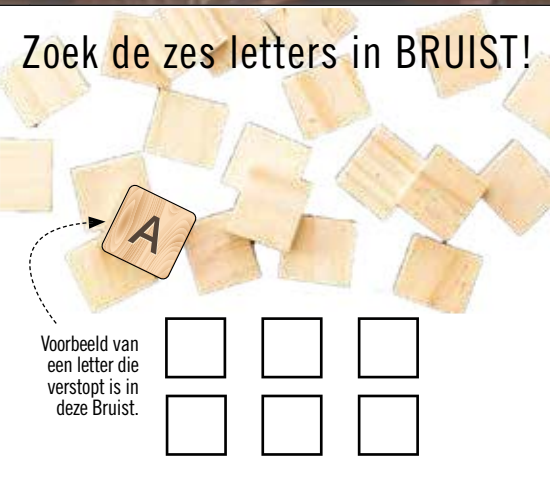 Zoek de zes letters in BRUIST!
A
Voorbeeld van
een letter die
verstopt is in
deze Bruist.